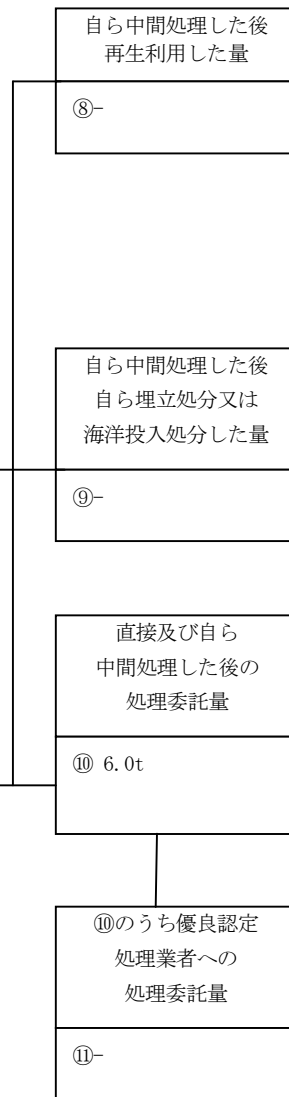 自ら中間処理した後
再生利用した量
⑧-
自ら中間処理した後
自ら埋立処分又は
海洋投入処分した量
⑨-
直接及び自ら
中間処理した後の
処理委託量
⑩ 6.0t
⑩のうち優良認定
処理業者への
処理委託量
⑪-